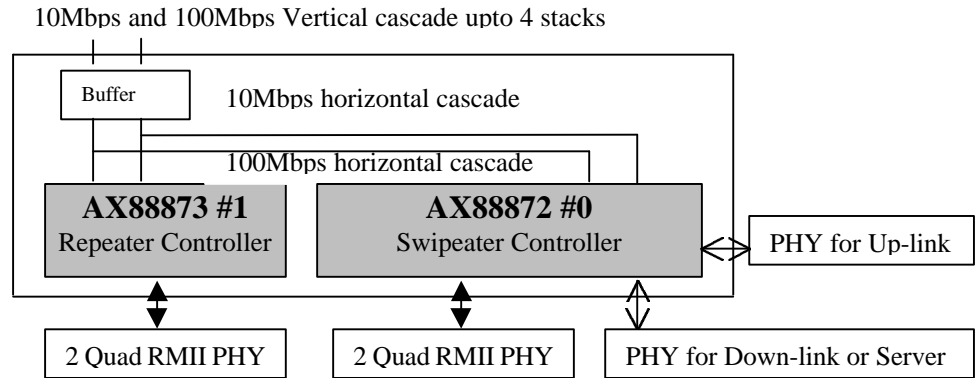 10Mbps and 100Mbps Vertical cascade upto 4 stacks
Buffer
10Mbps horizontal cascade
100Mbps horizontal cascade
AX88873 #1
Repeater Controller
AX88872 #0
Swipeater Controller
PHY for Up-link
2 Quad RMII PHY
2 Quad RMII PHY
PHY for Down-link or Server